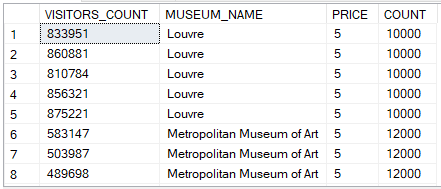 VISITORS_COUNT MUSEUM_NAME PRICE COUNT
1 833951 Louvre 5 10000
2 860881 Louvre 5 10000
3 810784 Louvre 5 10000
4 856321 Louvre 5 10000
5 875221 Louvre 5 10000
6 583147 Metropolitan Museum of Art 5 12000
7 503987 Metropolitan Museum of Art 5 12000
8 489698 Metropolitan Museum of Art 5 12000